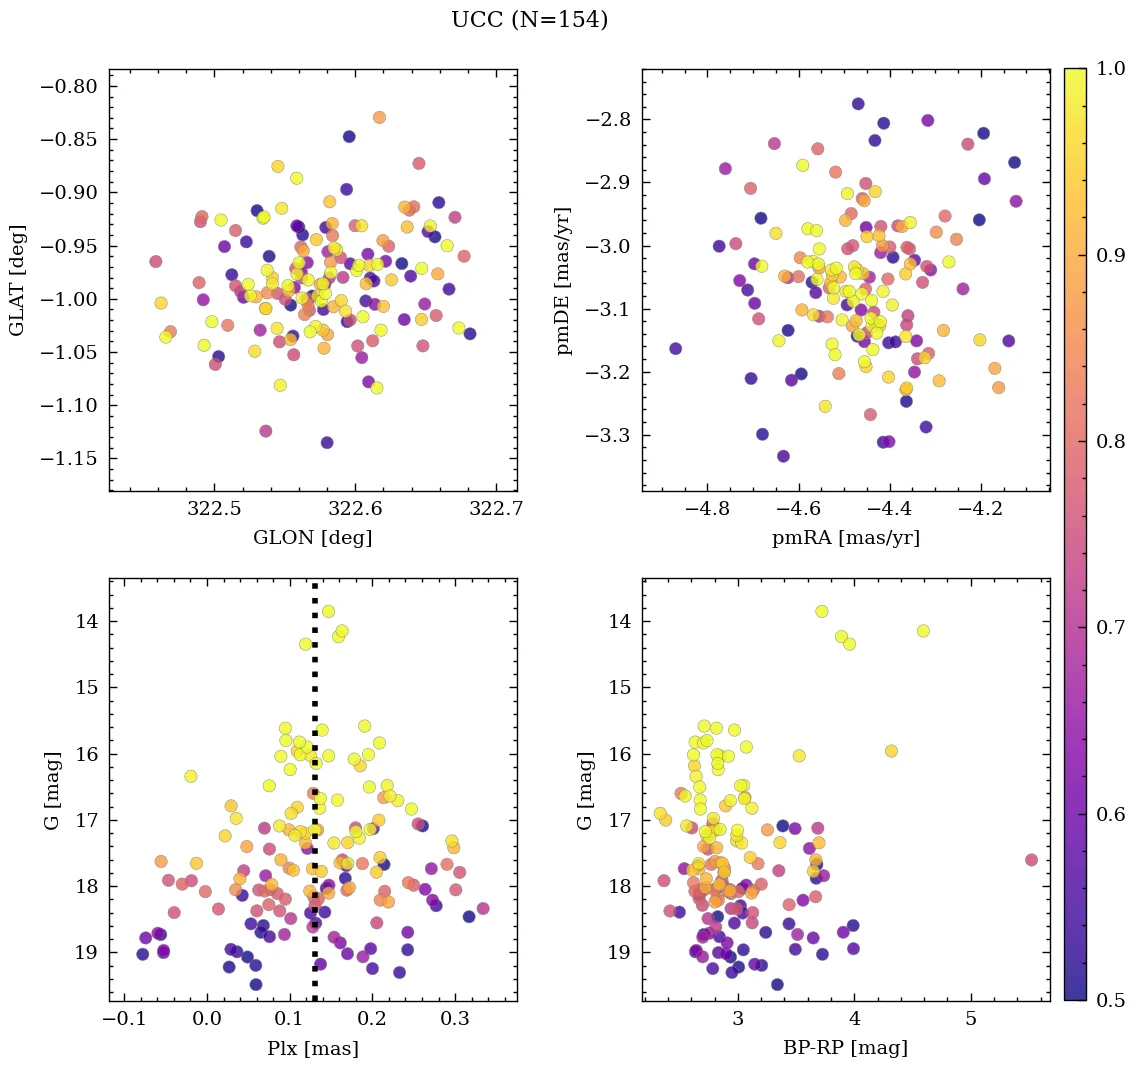 UCC (N=154)
−0.80
−0.85
−0.90
−0.95
−1.00
−1.05
−1.10
−1.15
GLAT [deg]
322.5 322.6 322.7
GLON [deg]
−2.8
−2.9
−3.0
−3.1
−3.2
−3.3
pmDE [mas/yr]
−4.8 −4.6 −4.4 −4.2
pmRA [mas/yr]
14
15
16
17
18
19
G [mag]
−0.1 0.0 0.1 0.2 0.3
Plx [mas]
14
15
16
17
18
19
G [mag]
3 4 5
BP-RP [mag]
1.0
0.9
0.8
0.7
0.6
0.5